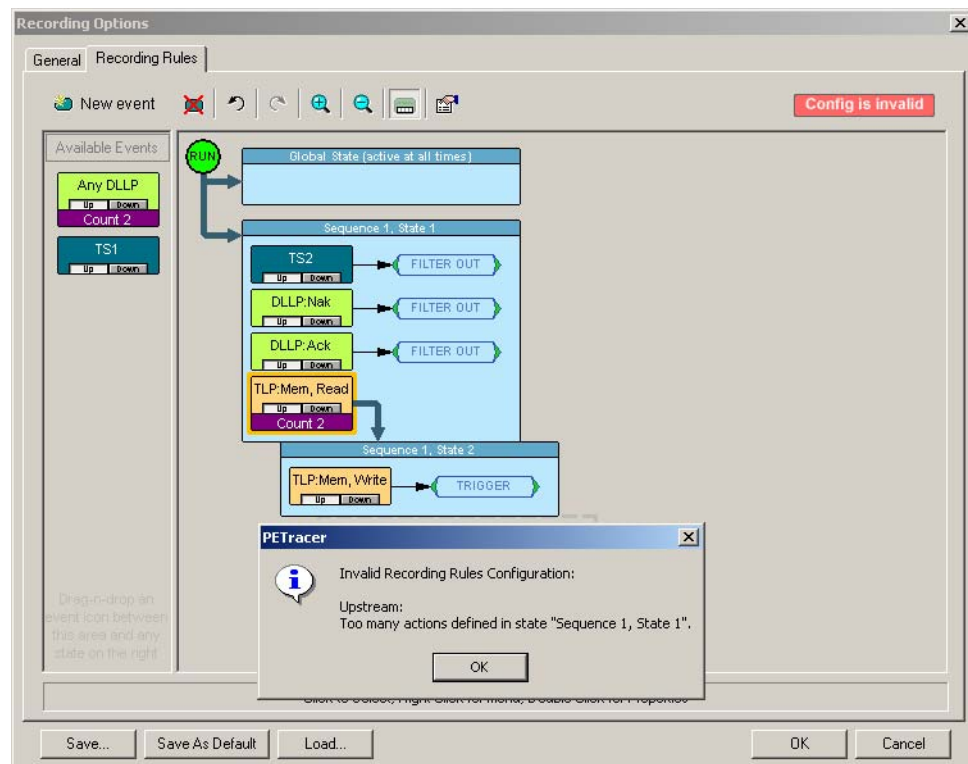 Recording Options
General
Recording Rules
New event
Config is invalid
Available Events
Any DLLP
Up Down
Count 2
TS1
Up Down
Drag-n-drop an
event icon between
this area and any
state on the right
RUN
Global State (active at all times)
Sequence 1, State 1
TS2
Up Down
FILTER OUT
DLLP:Nak
Up Down
FILTER OUT
DLLP:Ack
Up Down
FILTER OUT
TLP:Mem, Read
Up Down
Count 2
Sequence 1, State 2
TLP:Mem, Write
Up Down
TRIGGER
PETracer
Invalid Recording Rules Configuration:
Upstream:
Too many actions defined in state "Sequence 1, State 1".
OK
Save...
Save As Default
Load...
OK
Cancel